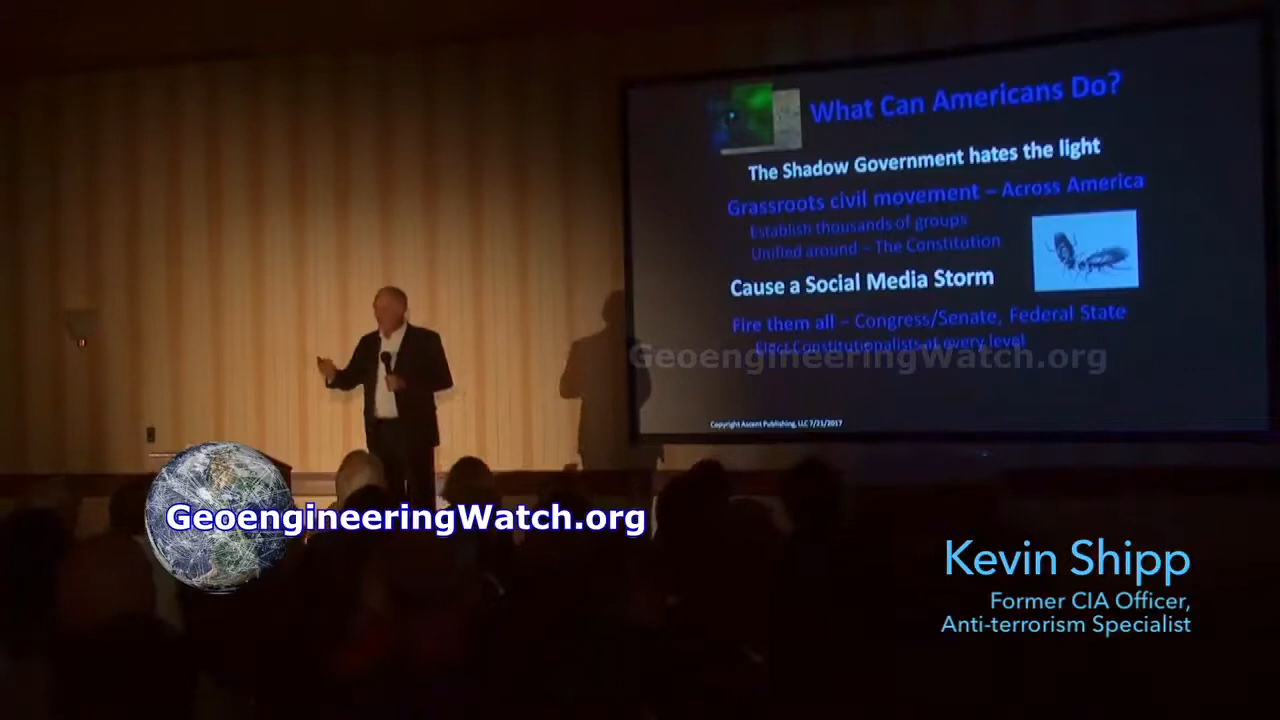 What Can Americans Do?
The Shadow Government hates the light
Grassroots civil movement – Across America
Establish thousands of groups
Unified around – The Constitution
Cause a Social Media Storm
Fire them all – Congress/Senate, Federal State
Elect Constitutionalists at every level
GeoengineeringWatch.org
Copyright Ascent Publishing, LLC 7/21/2017
GeoengineeringWatch.org
Kevin Shipp
Former CIA Officer,
Anti-terrorism Specialist